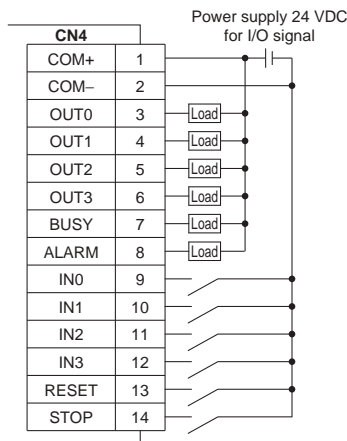 Power supply 24 VDC
for I/O signal
CN4
COM+ 1
COM− 2
OUT0 3 Load
OUT1 4 Load
OUT2 5 Load
OUT3 6 Load
BUSY 7 Load
ALARM 8 Load
IN0 9
IN1 10
IN2 11
IN3 12
RESET 13
STOP 14